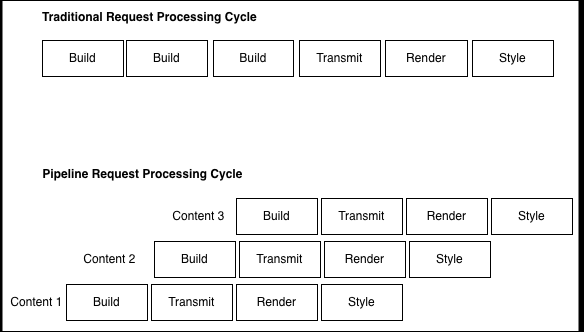 Traditional Request Processing Cycle
Build Build Build Transmit Render Style
Pipeline Request Processing Cycle
Content 3 Build Transmit Render Style
Content 2 Build Transmit Render Style
Content 1 Build Transmit Render Style